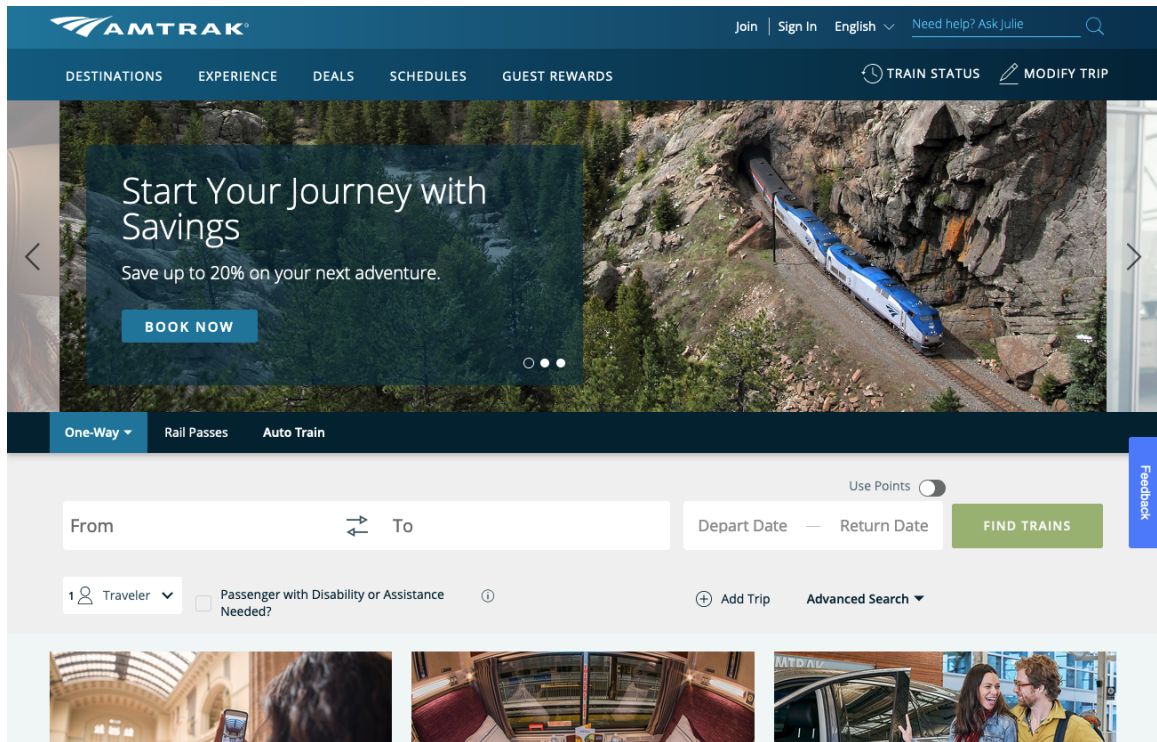 AMTRAK
Join Sign In English Need help? Ask Julie
DESTINATIONS EXPERIENCE DEALS SCHEDULES GUEST REWARDS TRAIN STATUS MODIFY TRIP
Start Your Journey with
Savings
Save up to 20% on your next adventure.
BOOK NOW
One-Way Rail Passes Auto Train
Feedback
Use Points
From To Depart Date — Return Date FIND TRAINS
1 Traveler Passenger with Disability or Assistance
Needed?
Add Trip Advanced Search
AMTRAK